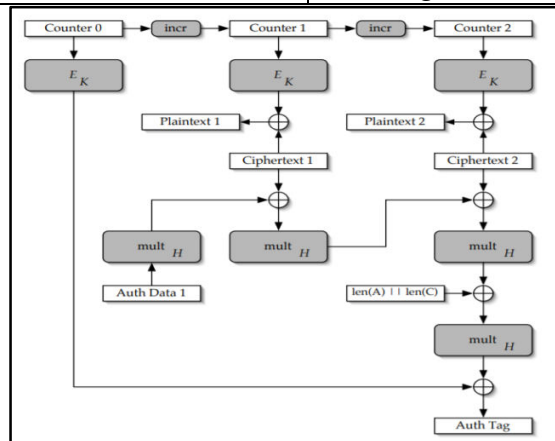 Counter 0 incr Counter 1 incr Counter 2
E K E K E K
Plaintext 1 Plaintext 2
Ciphertext 1 Ciphertext 2
mult H mult H mult H
Auth Data 1 len(A) || len(C)
mult H
Auth Tag